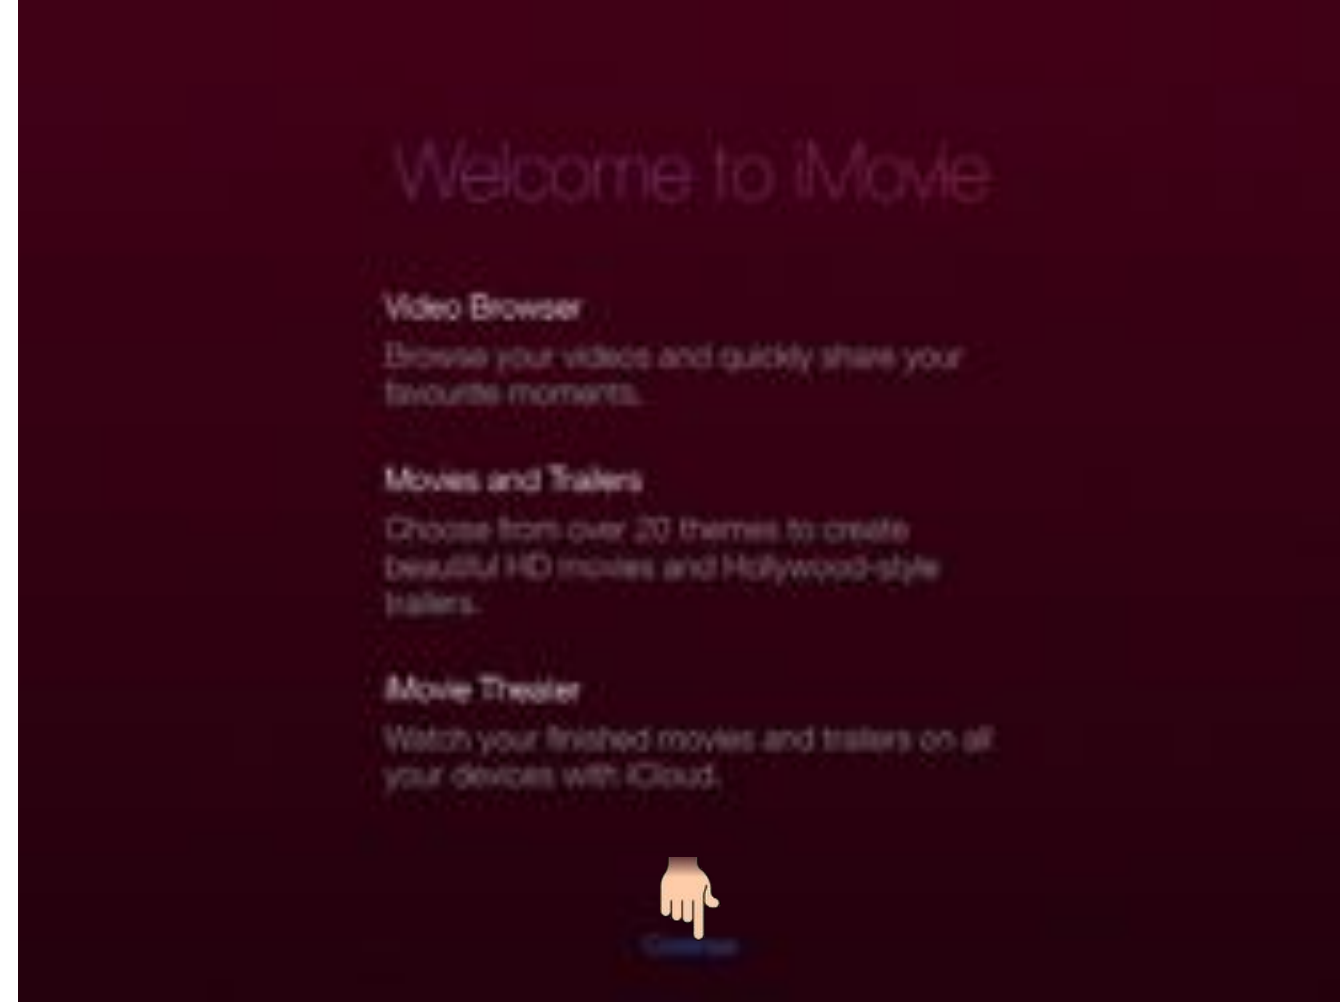 Welcome to iMovie
Video Browser
Browse your videos and quickly share your
favourite moments.
Movies and Trailers
Choose from over 20 themes to create
beautiful HD movies and Hollywood-style
trailers.
iMovie Theater
Watch your finished movies and trailers on all
your devices with iCloud.
Continue